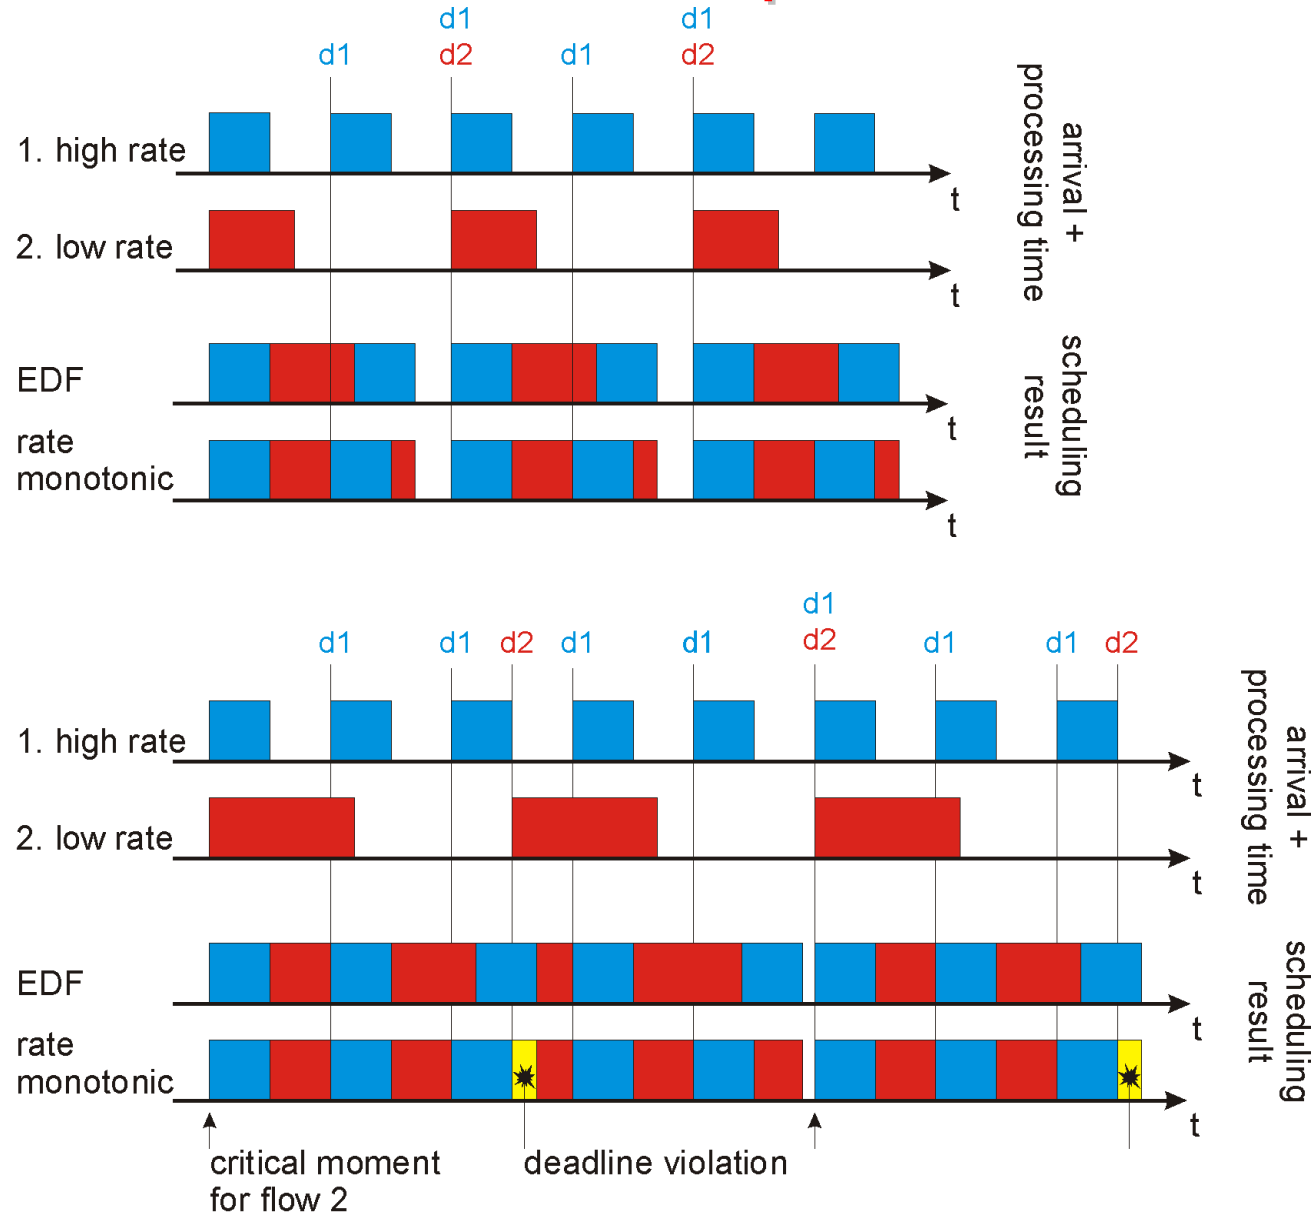 d1
d1
d1
d2
d1
d2
1. high rate
t
2. low rate
t
arrival +
processing time
EDF
t
rate
monotonic
t
scheduling
result
d1
d2
d1
d1
d2
d1
d1
d1
d1
d2
1. high rate
t
2. low rate
t
arrival +
processing time
EDF
t
rate
monotonic
t
scheduling
result
critical moment
for flow 2
deadline violation